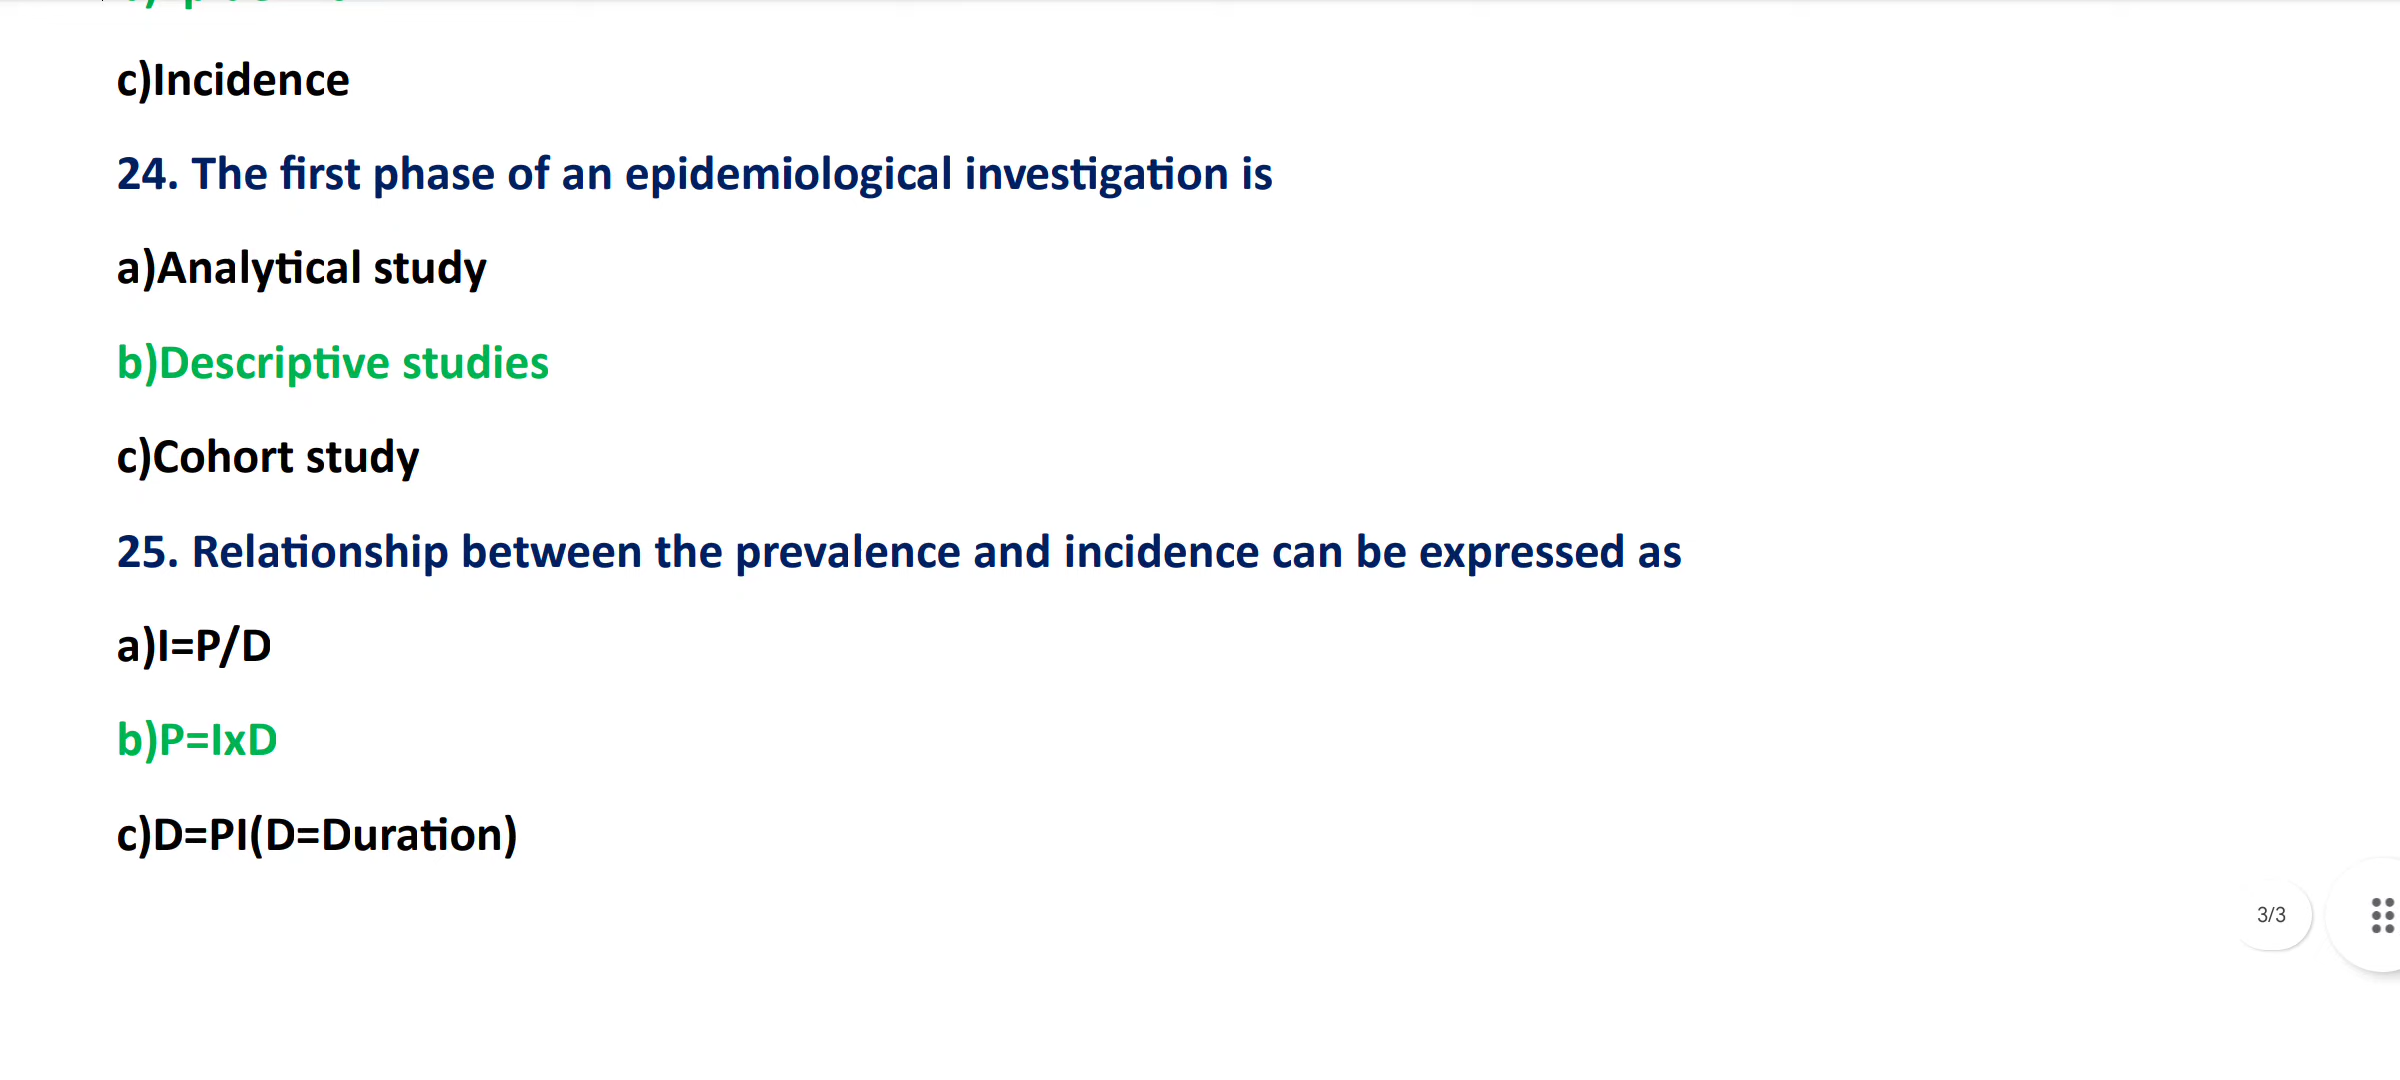 c)Incidence
24. The first phase of an epidemiological investigation is
a)Analytical study
b)Descriptive studies
c)Cohort study
25. Relationship between the prevalence and incidence can be expressed as
a)I=P/D
b)P=IxD
c)D=PI(D=Duration)
3/3